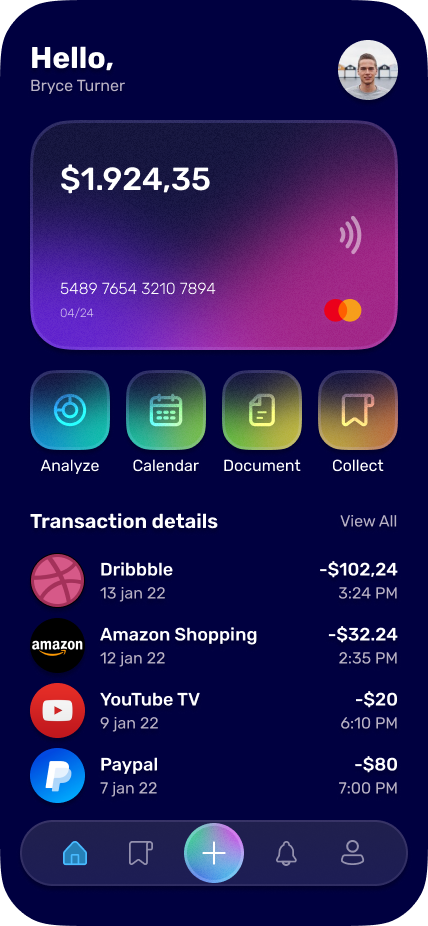 Hello,
Bryce Turner
$1.924,35
5489 7654 3210 7894
04/24
Analyze Calendar Document Collect
Transaction details View All
Dribbble -$102,24
13 jan 22 3:24 PM
amazon
Amazon Shopping -$32.24
12 jan 22 2:35 PM
YouTube TV -$20
9 jan 22 6:10 PM
Paypal -$80
7 jan 22 7:00 PM